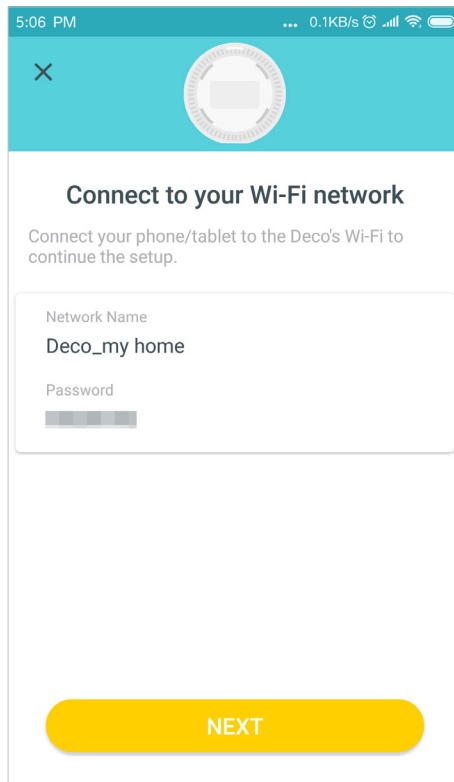 5:06 PM ... 0.1KB/s
Connect to your Wi-Fi network
Connect your phone/tablet to the Deco's Wi-Fi to
continue the setup.
Network Name
Deco_my home
Password
NEXT